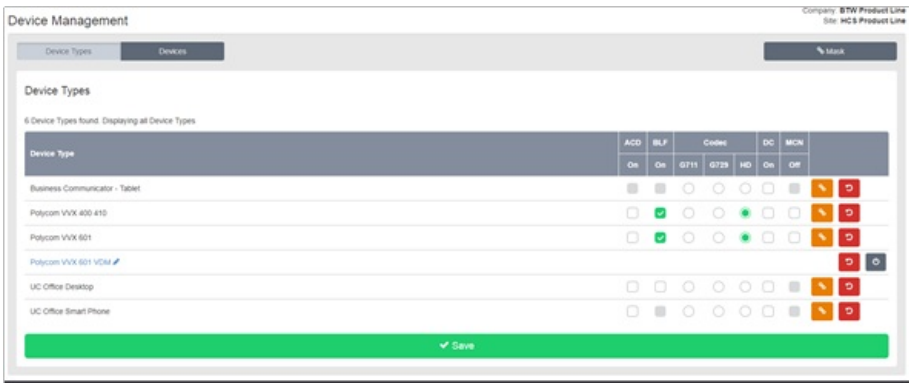 Company: BTW Product Line
Device Management
Site: HCS Product Line
Device Types
Devices
Mask
Device Types
6 Device Types found. Displaying all Device Types
Device Type
ACD BLF Codec DC MCN
On On G711 G729 HD On Off
Business Communicator - Tablet
Polycom VVX 400 410
Polycom VVX 601
Polycom VVX 601 VDM
UC Office Desktop
UC Office Smart Phone
Save